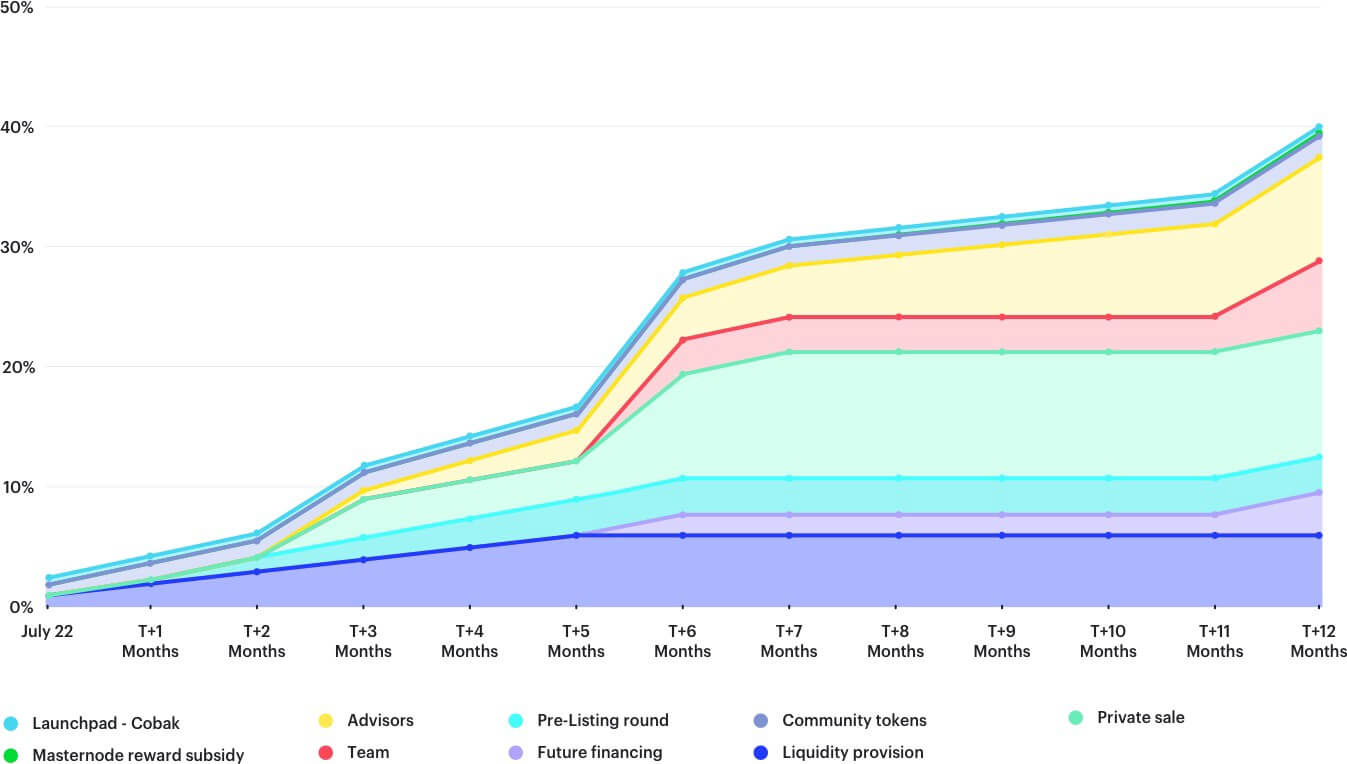 50%
40%
30%
20%
10%
0%
July 22
T+1
Months
T+2
Months
T+3
Months
T+4
Months
T+5
Months
T+6
Months
T+7
Months
T+8
Months
T+9
Months
T+10
Months
T+11
Months
T+12
Months
Launchpad - Cobak
Advisors
Pre-Listing round
Community tokens
Private sale
Masternode reward subsidy
Team
Future financing
Liquidity provision